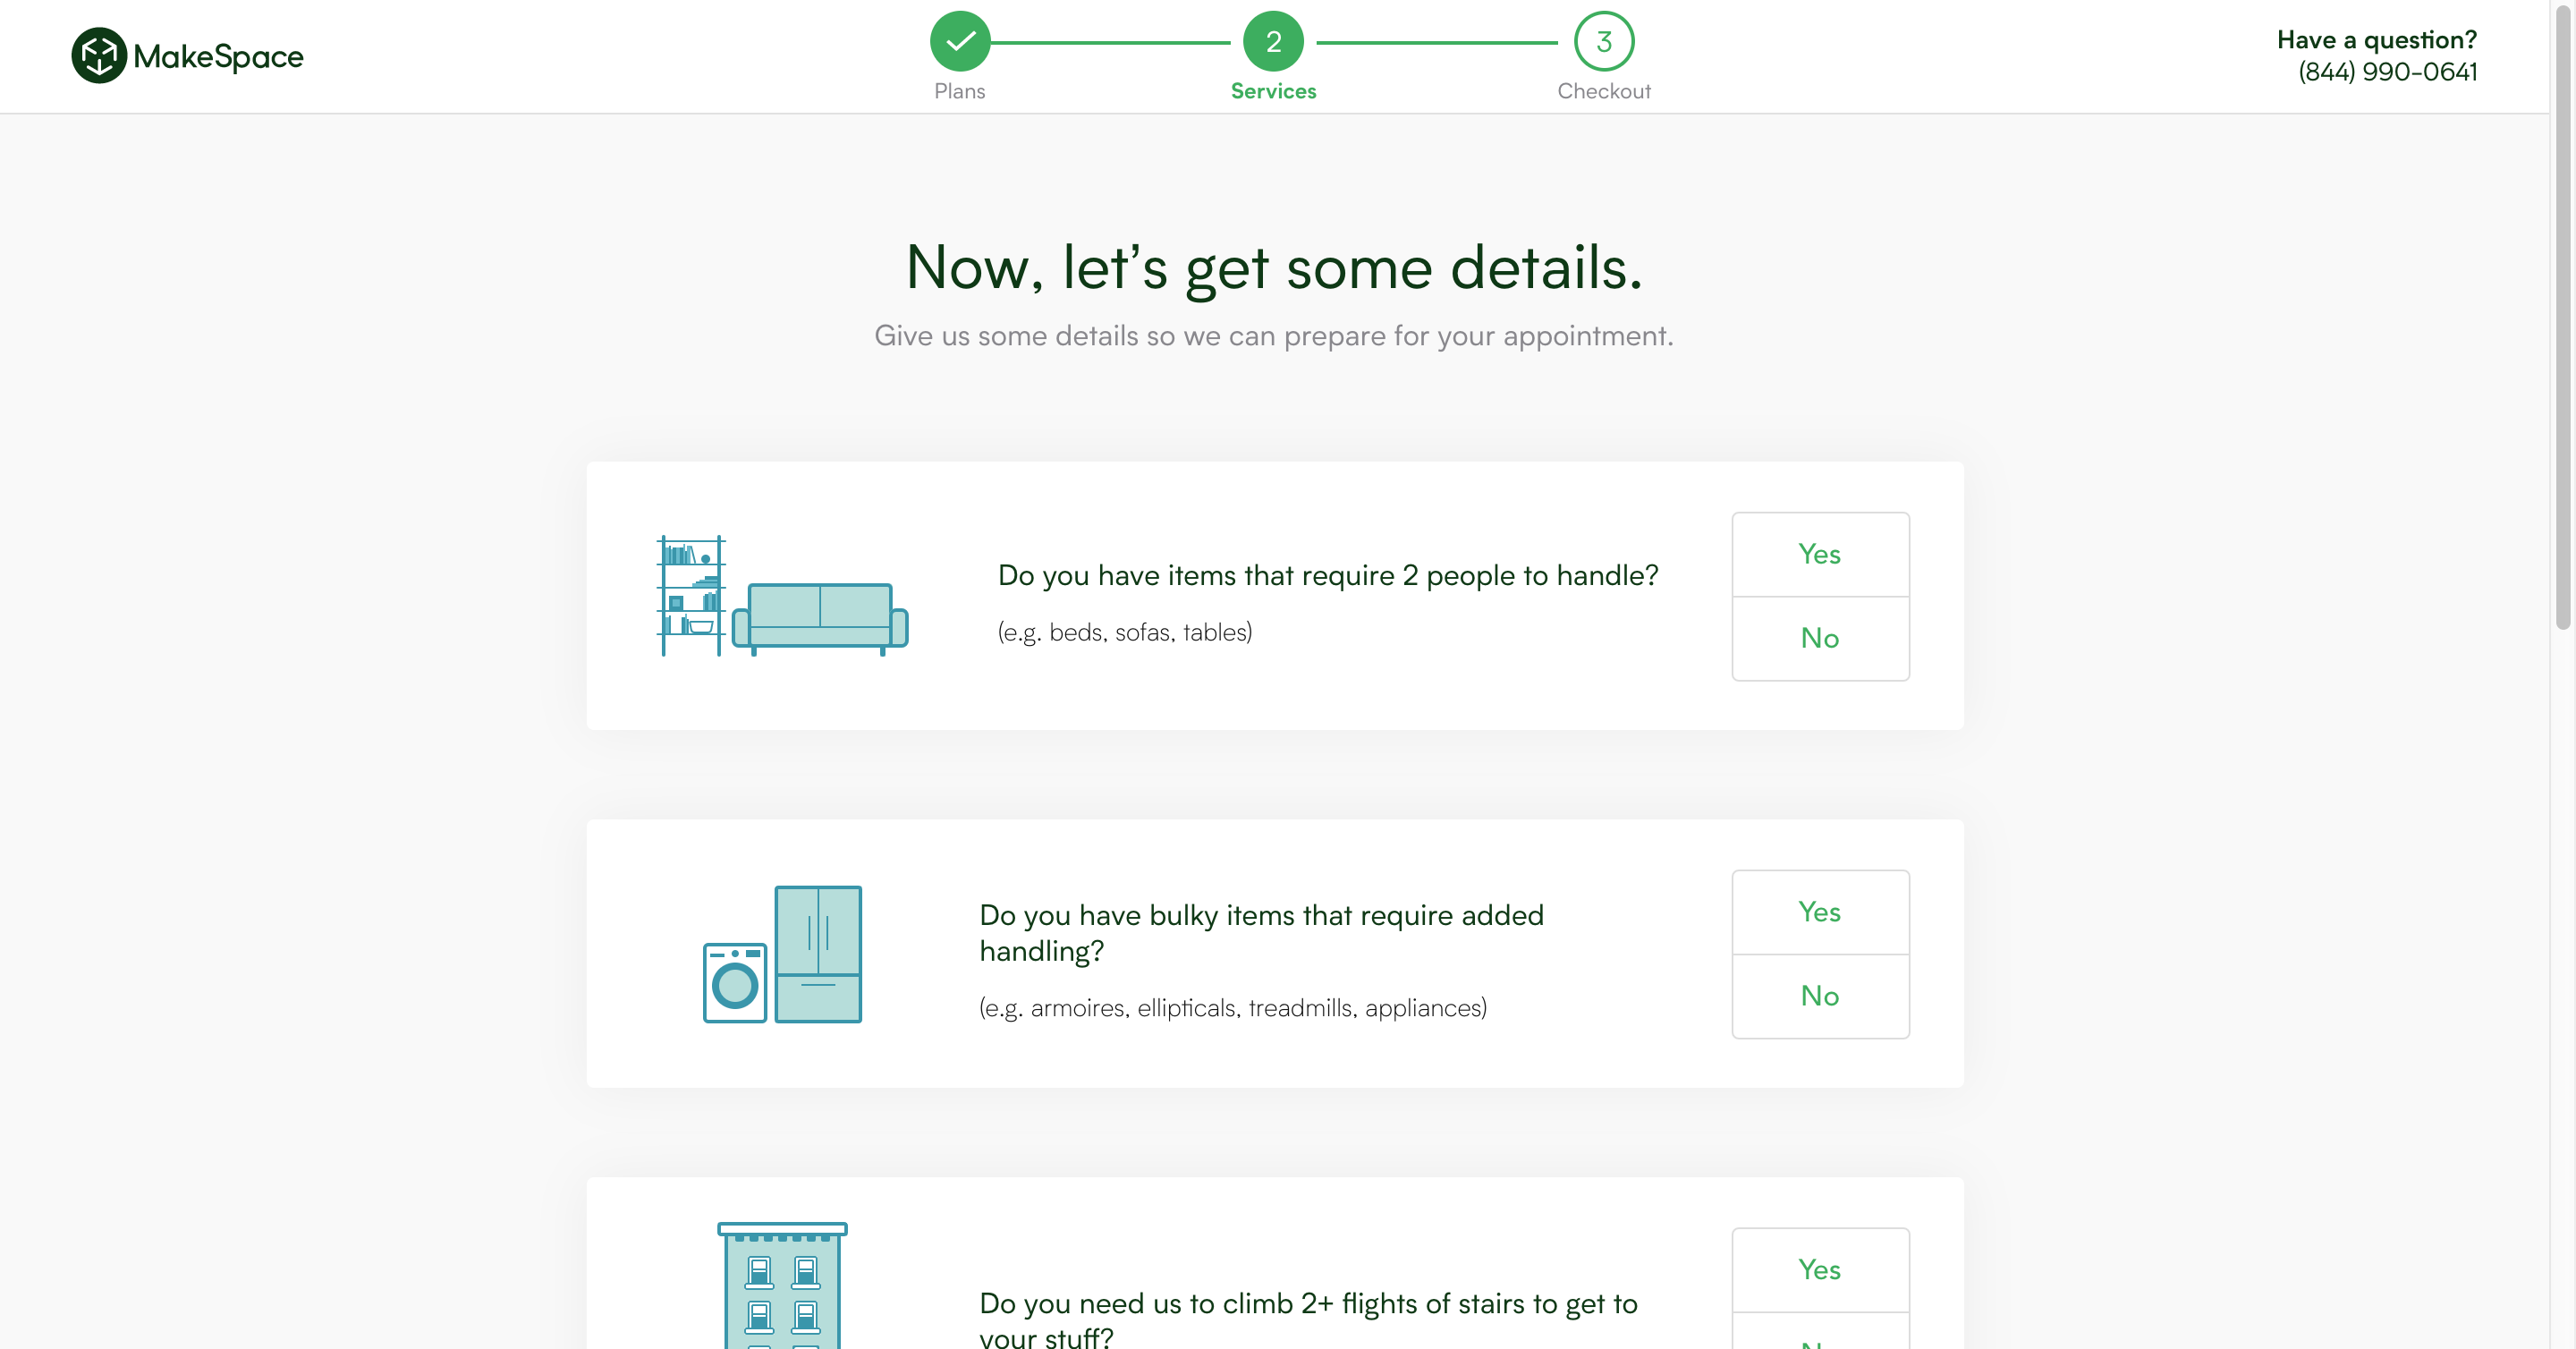 MakeSpace
2
3
Plans
Services
Checkout
Have a question?
(844) 990-0641
Now, let’s get some details.
Give us some details so we can prepare for your appointment.
Do you have items that require 2 people to handle?
(e.g. beds, sofas, tables)
Yes
No
Do you have bulky items that require added
handling?
(e.g. armoires, ellipticals, treadmills, appliances)
Yes
No
Do you need us to climb 2+ flights of stairs to get to
your stuff?
Yes